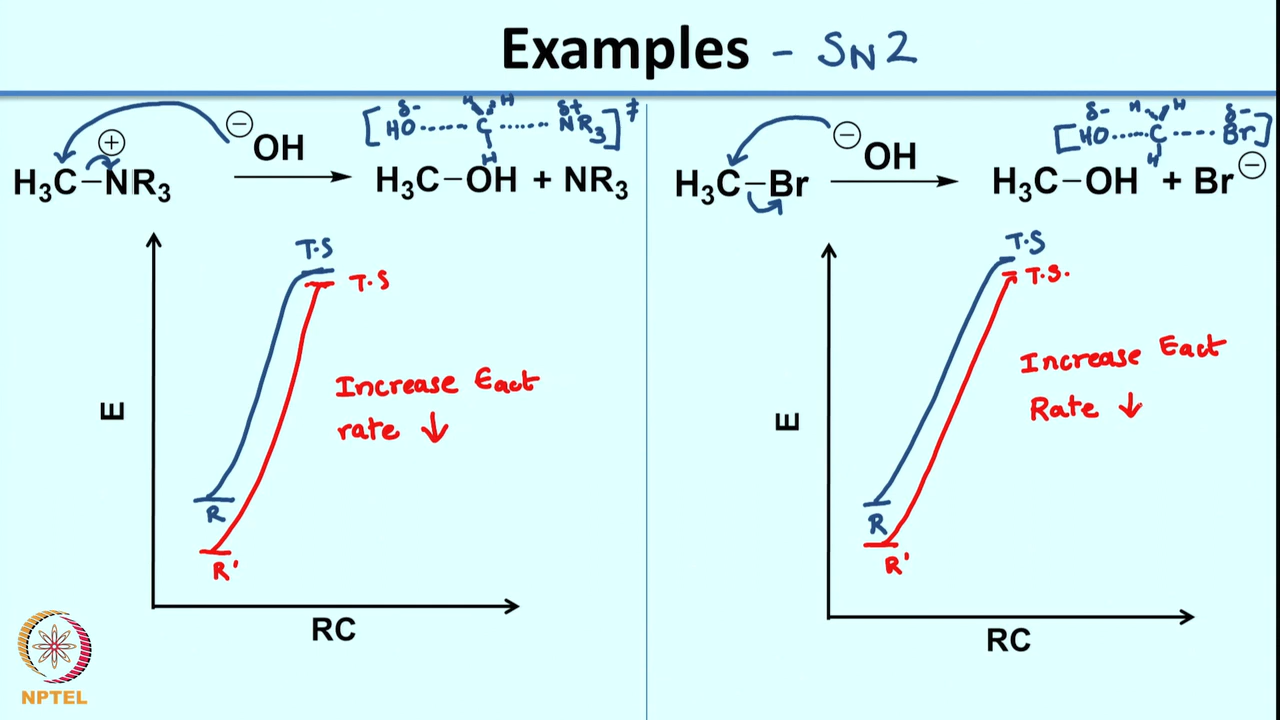 Examples - SN2
[HO δ- ...... C H H H ...... NR₃ δ+]‡
H₃C–N⊕R₃ ⊖OH → H₃C–OH + NR₃
T.S
T.S
Increase Eact
rate ↓
E
R
R'
RC
[HO δ- ...... C H H H ---- Br δ-]
H₃C–Br ⊖OH → H₃C–OH + Br⊖
T.S
T.S.
Increase Eact
Rate ↓
E
R
R'
RC
NPTEL